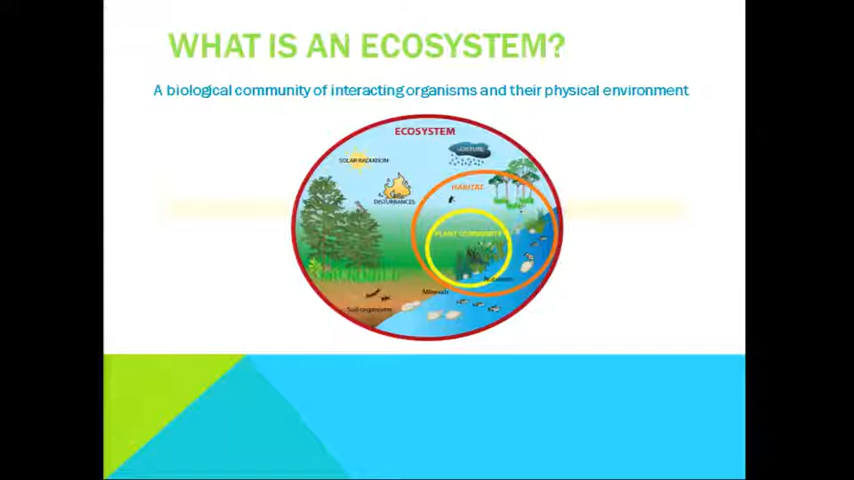 WHAT IS AN ECOSYSTEM?
A biological community of interacting organisms and their physical environment
ECOSYSTEM
SOLAR RADIATION
HABITAT
DISTURBANCES
PLANT COMMUNITY
Minerals
Soil organisms